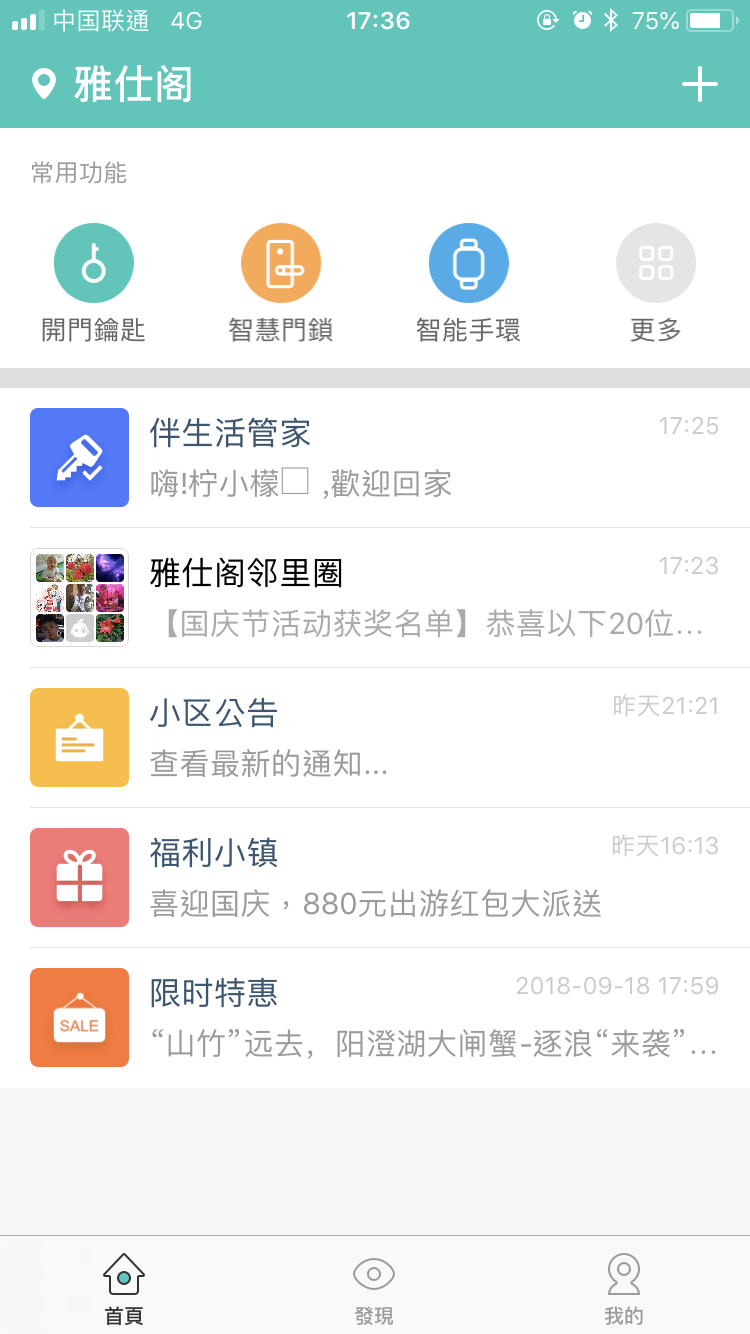 中国联通 4G 17:36 75%
雅仕阁
常用功能
開門鑰匙 智慧門鎖 智能手環 更多
伴生活管家 17:25
嗨!柠小檬□ ,歡迎回家
雅仕阁邻里圈 17:23
【国庆节活动获奖名单】恭喜以下20位...
小区公告 昨天21:21
查看最新的通知...
福利小镇 昨天16:13
喜迎国庆，880元出游红包大派送
SALE
限时特惠 2018-09-18 17:59
“山竹”远去，阳澄湖大闸蟹-逐浪“来袭”...
首頁 發現 我的